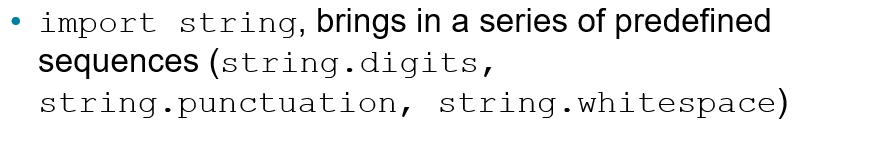 • import string, brings in a series of predefined
sequences (string.digits,
string.punctuation, string.whitespace)